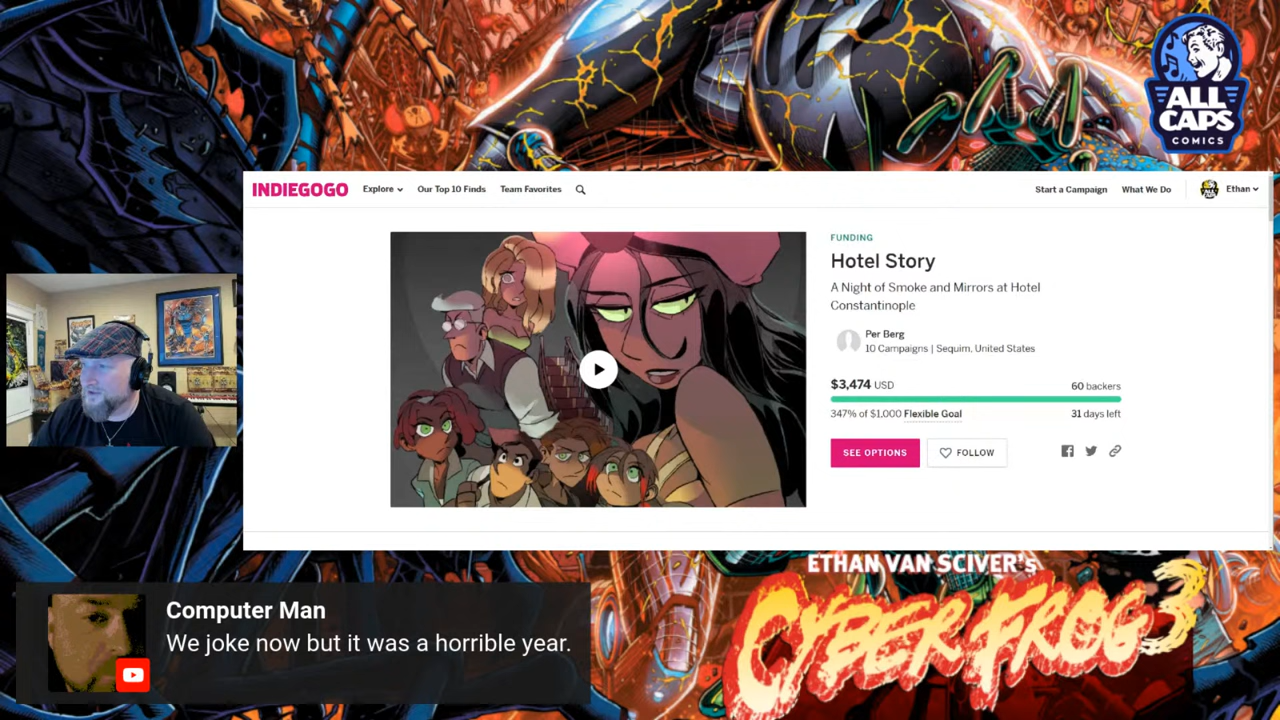 ALL
CAPS
COMICS
INDIEGOGO Explore Our Top 10 Finds Team Favorites Start a Campaign What We Do Ethan
FUNDING
Hotel Story
A Night of Smoke and Mirrors at Hotel
Constantinople
Per Berg
10 Campaigns | Sequim, United States
$3,474 USD 60 backers
347% of $1,000 Flexible Goal 31 days left
SEE OPTIONS FOLLOW
ETHAN VAN SCIVER's
CYBERFROG 3
Computer Man
We joke now but it was a horrible year.